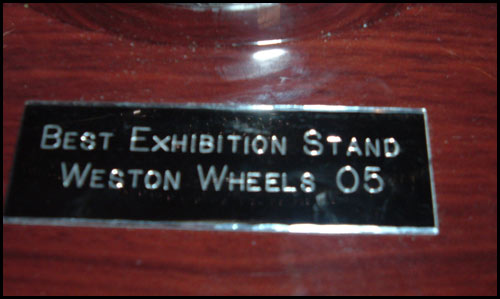 Best Exhibition Stand
Weston Wheels 05